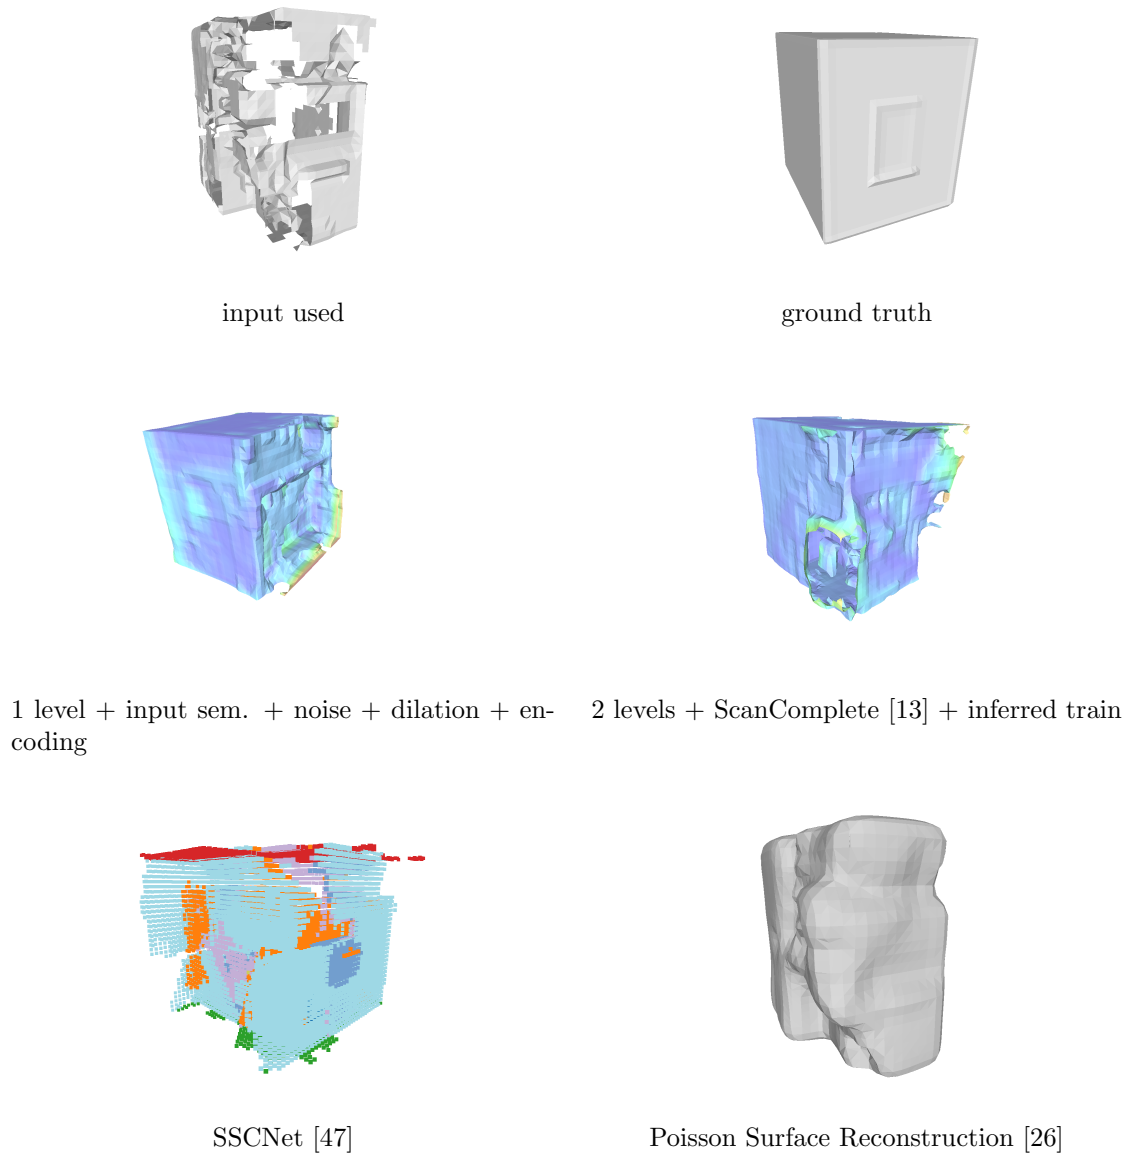 input used
ground truth
1 level + input sem. + noise + dilation + en-
coding
2 levels + ScanComplete [13] + inferred train
SSCNet [47]
Poisson Surface Reconstruction [26]